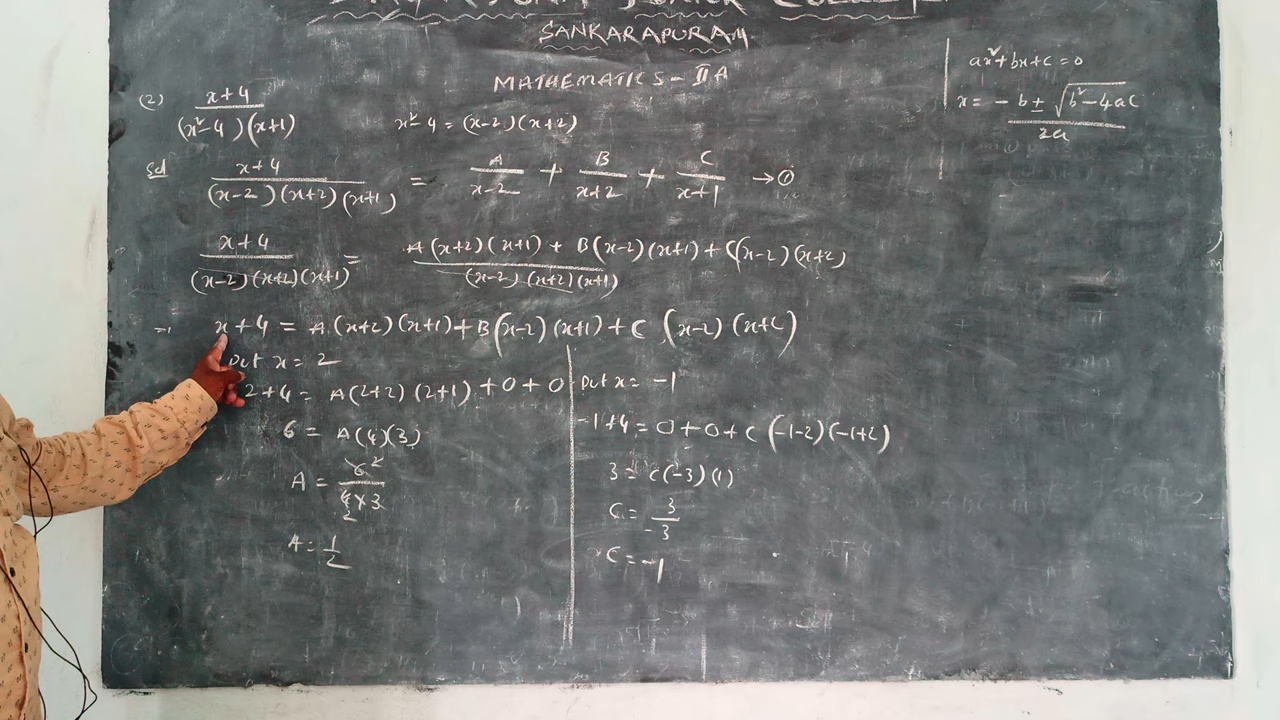 SANKARAPURAM
MATHEMATICS - II A
(2) x+4 / (x²-4)(x+1)
x²-4 = (x-2)(x+2)
Sol x+4 / (x-2)(x+2)(x+1) = A / x-2 + B / x+2 + C / x+1 → ①
x+4 / (x-2)(x+2)(x+1) = A(x+2)(x+1) + B(x-2)(x+1) + C(x-2)(x+2) / (x-2)(x+2)(x+1)
⇒ x+4 = A(x+2)(x+1) + B(x-2)(x+1) + C(x-2)(x+2)
Put x = 2
2+4 = A(2+2)(2+1) + 0 + 0
6 = A(4)(3)
A = 6 2 / 4×3 2
A = 1/2
Put x = -1
-1+4 = 0+0+C(-1-2)(-1+2)
3 = C(-3)(1)
C = 3 / -3
C = -1
ax²+bx+c = 0
x = -b ± √b²-4ac / 2a